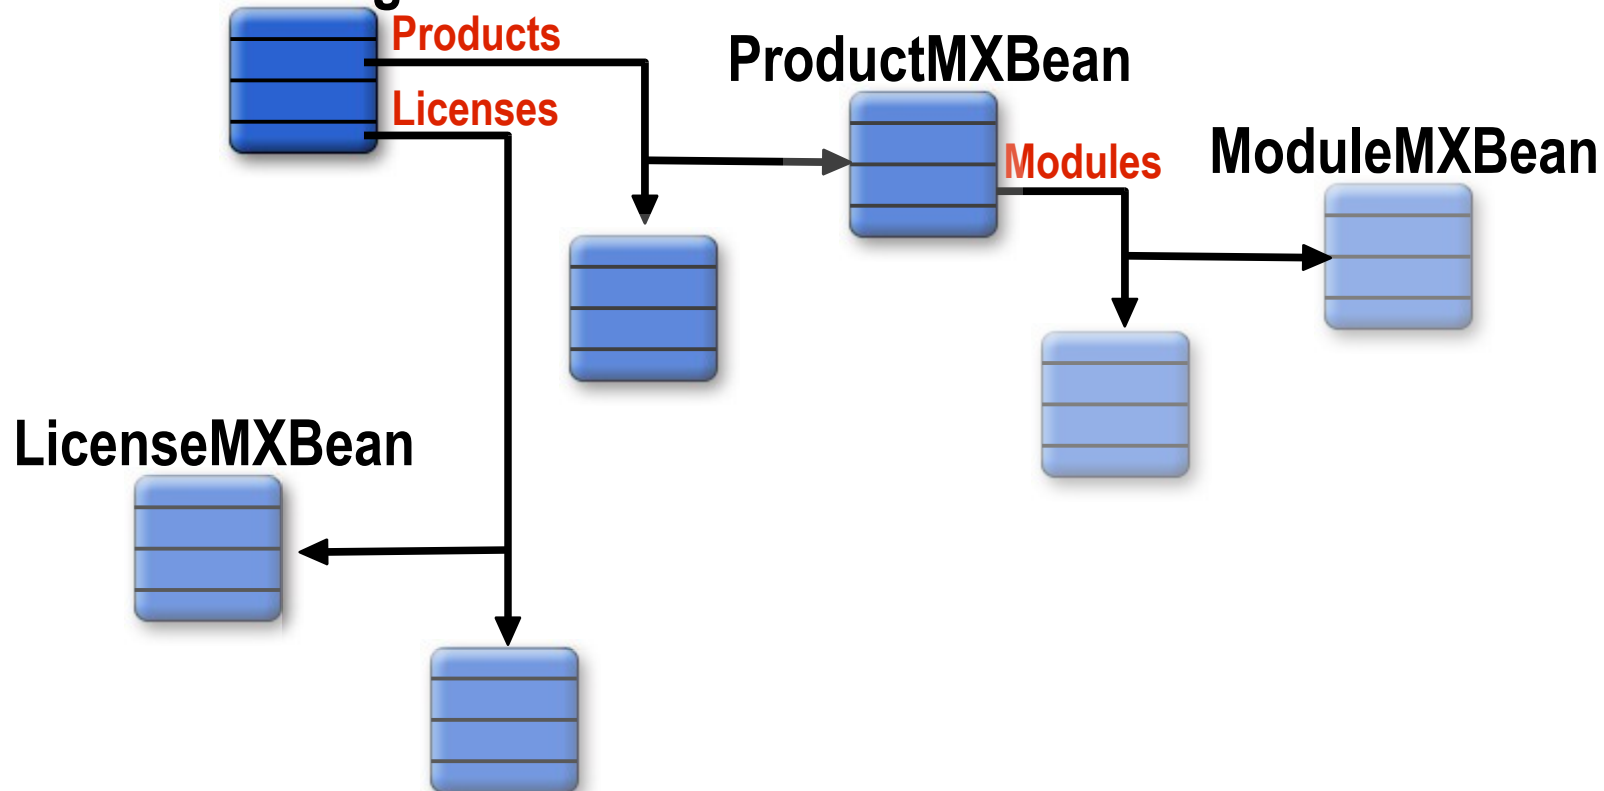 Products
ProductMXBean
Licenses
Modules
ModuleMXBean
LicenseMXBean